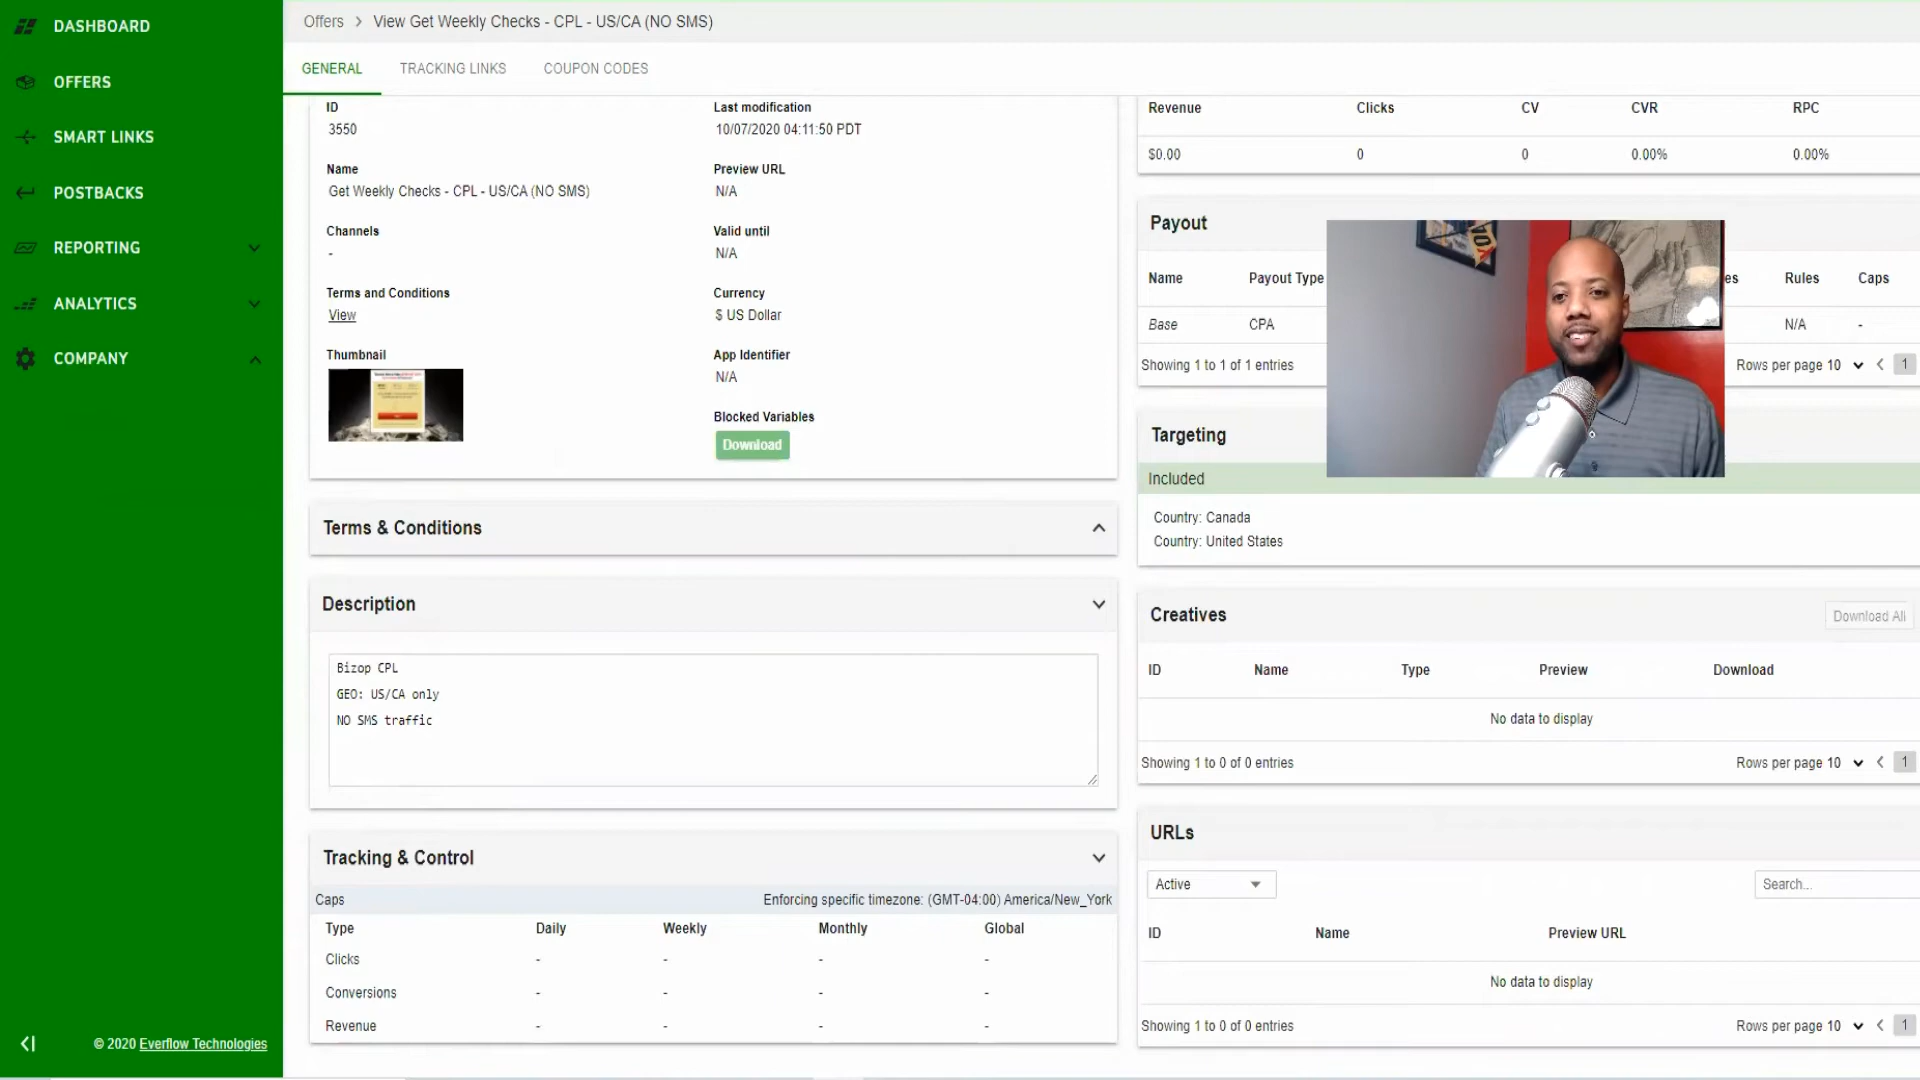 DASHBOARD
OFFERS
SMART LINKS
POSTBACKS
REPORTING
ANALYTICS
COMPANY
© 2020 Everflow Technologies
Offers > View Get Weekly Checks - CPL - US/CA (NO SMS)
GENERAL TRACKING LINKS COUPON CODES
ID
3550
Last modification
10/07/2020 04:11:50 PDT
Name
Get Weekly Checks - CPL - US/CA (NO SMS)
Preview URL
N/A
Channels
-
Valid until
N/A
Terms and Conditions
View
Currency
$ US Dollar
Thumbnail
App Identifier
N/A
Blocked Variables
Download
Terms & Conditions
Description
Bizop CPL
GEO: US/CA only
NO SMS traffic
Tracking & Control
Caps Enforcing specific timezone: (GMT-04:00) America/New_York
Type Daily Weekly Monthly Global
Clicks - - - -
Conversions - - - -
Revenue - - - -
Revenue Clicks CV CVR RPC
$0.00 0 0 0.00% 0.00%
Payout
Name Payout Type Rules Caps
Base CPA N/A -
Showing 1 to 1 of 1 entries Rows per page 10 < 1
Targeting
Included
Country: Canada
Country: United States
Creatives Download All
ID Name Type Preview Download
No data to display
Showing 1 to 0 of 0 entries Rows per page 10 < 1
URLs
Active Search...
ID Name Preview URL
No data to display
Showing 1 to 0 of 0 entries Rows per page 10 < 1